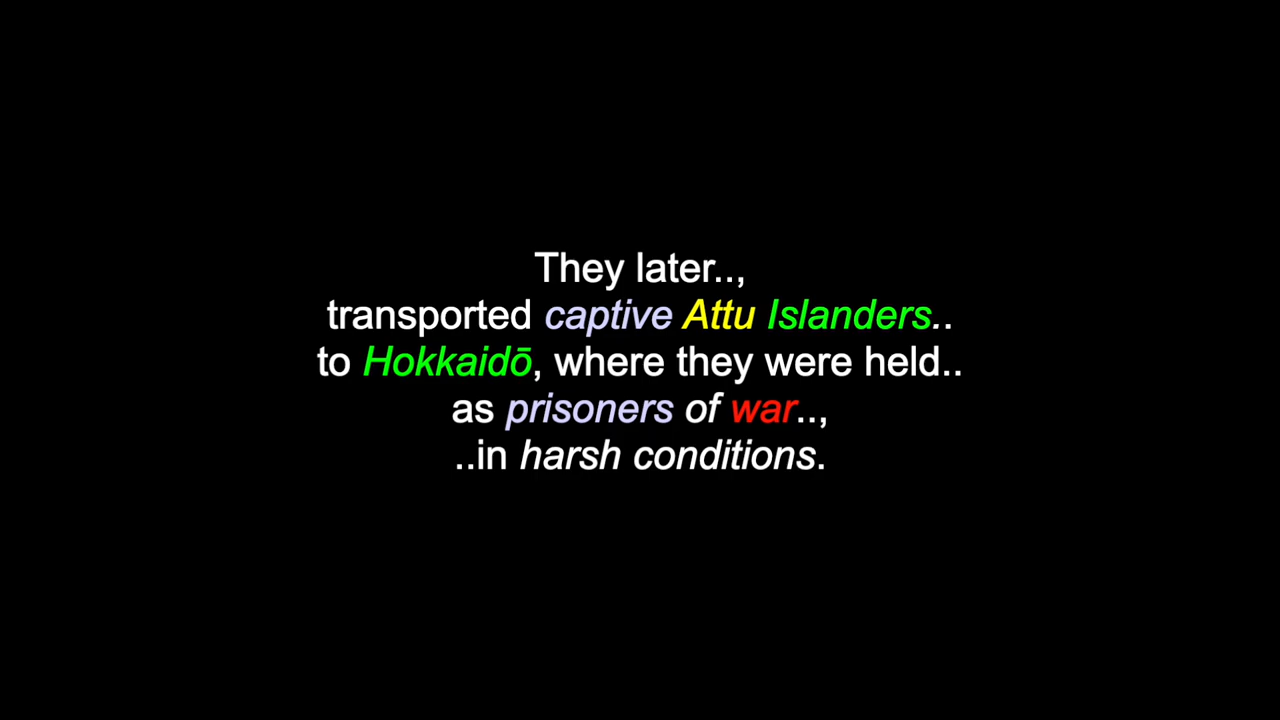 They later..,
transported captive Attu Islanders..
to Hokkaidō, where they were held..
as prisoners of war..,
..in harsh conditions.